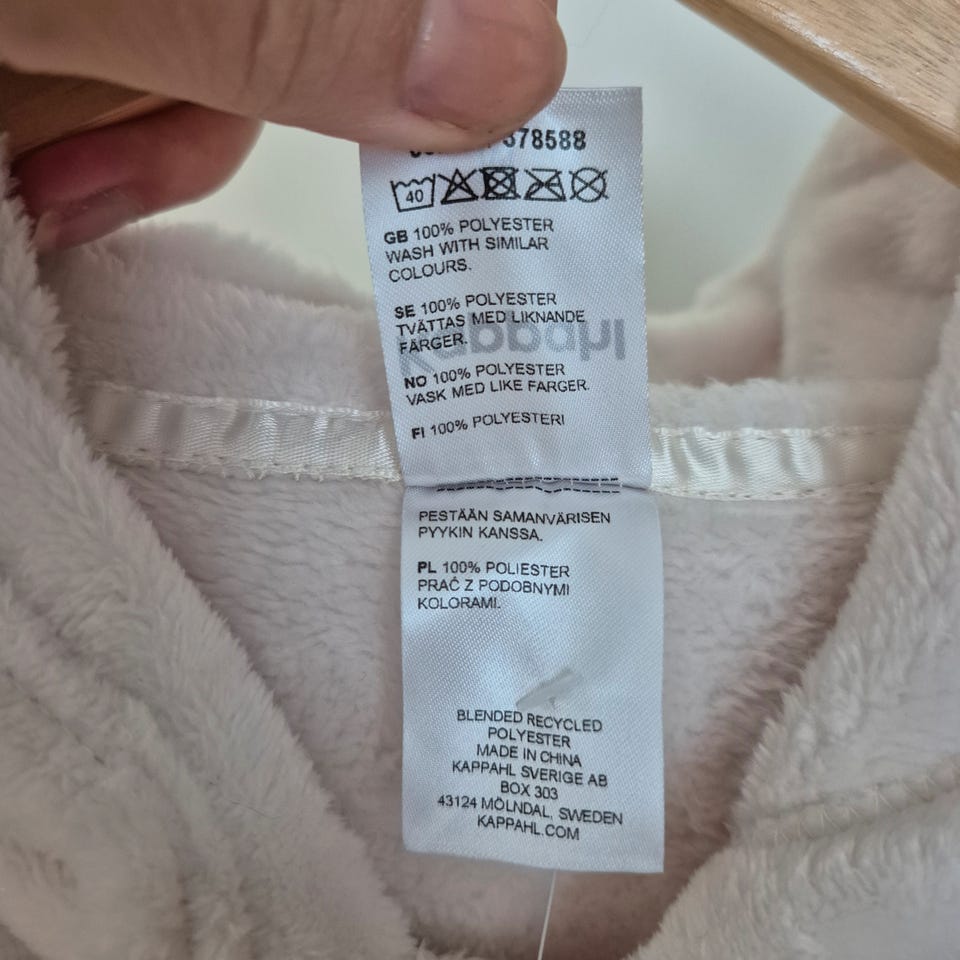 378588
40
GB 100% POLYESTER
WASH WITH SIMILAR
COLOURS.
SE 100% POLYESTER
TVÄTTAS MED LIKNANDE
FÄRGER.
NO 100% POLYESTER
VASK MED LIKE FARGER.
FI 100% POLYESTERI
PESTÄÄN SAMANVÄRISEN
PYYKIN KANSSA.
PL 100% POLIESTER
PRAĆ Z PODOBNYMI
KOLORAMI.
BLENDED RECYCLED
POLYESTER
MADE IN CHINA
KAPPAHL SVERIGE AB
BOX 303
43124 MÖLNDAL, SWEDEN
KAPPAHL.COM